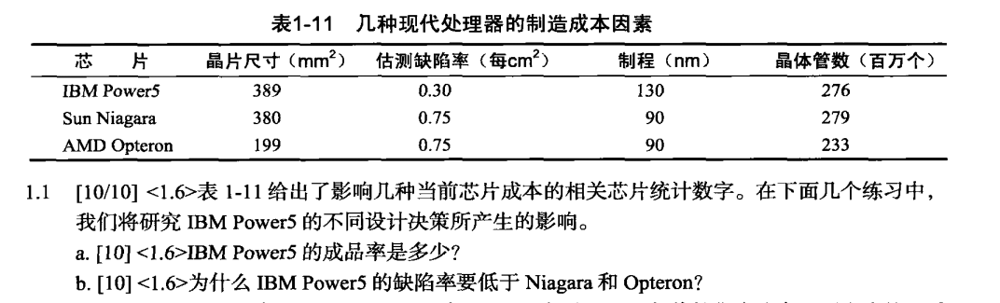 表1-11 几种现代处理器的制造成本因素
芯 片 晶片尺寸（mm²） 估测缺陷率（每cm²） 制程（nm） 晶体管数（百万个）
IBM Power5 389 0.30 130 276
Sun Niagara 380 0.75 90 279
AMD Opteron 199 0.75 90 233
1.1 [10/10] <1.6>表 1-11 给出了影响几种当前芯片成本的相关芯片统计数字。在下面几个练习中，
我们将研究 IBM Power5 的不同设计决策所产生的影响。
a. [10] <1.6>IBM Power5 的成品率是多少？
b. [10] <1.6>为什么 IBM Power5 的缺陷率要低于 Niagara 和 Opteron？